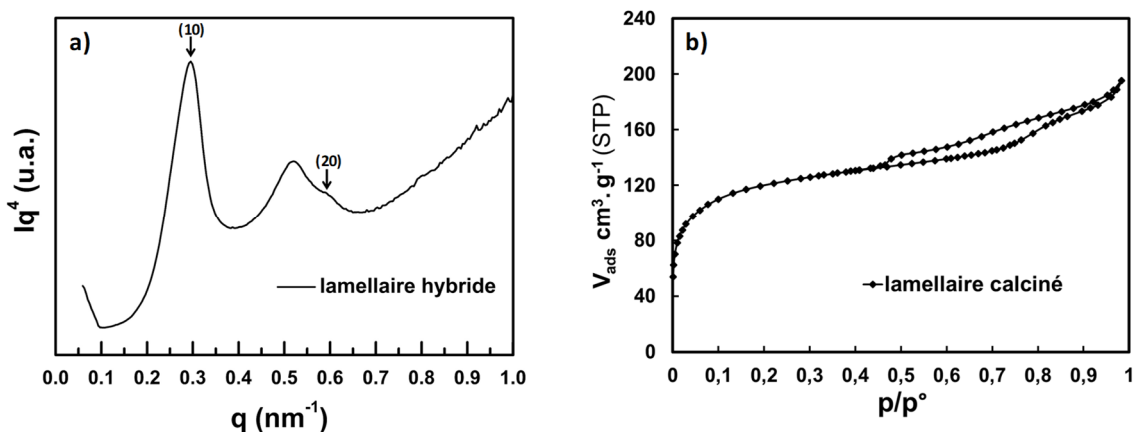 a)
(10)
(20)
Iq⁴ (u.a.)
lamellaire hybride
0.0 0.1 0.2 0.3 0.4 0.5 0.6 0.7 0.8 0.9 1.0
q (nm⁻¹)
b)
240
200
160
120
80
40
0
V_ads cm³.g⁻¹ (STP)
lamellaire calciné
0 0,1 0,2 0,3 0,4 0,5 0,6 0,7 0,8 0,9 1
p/p°